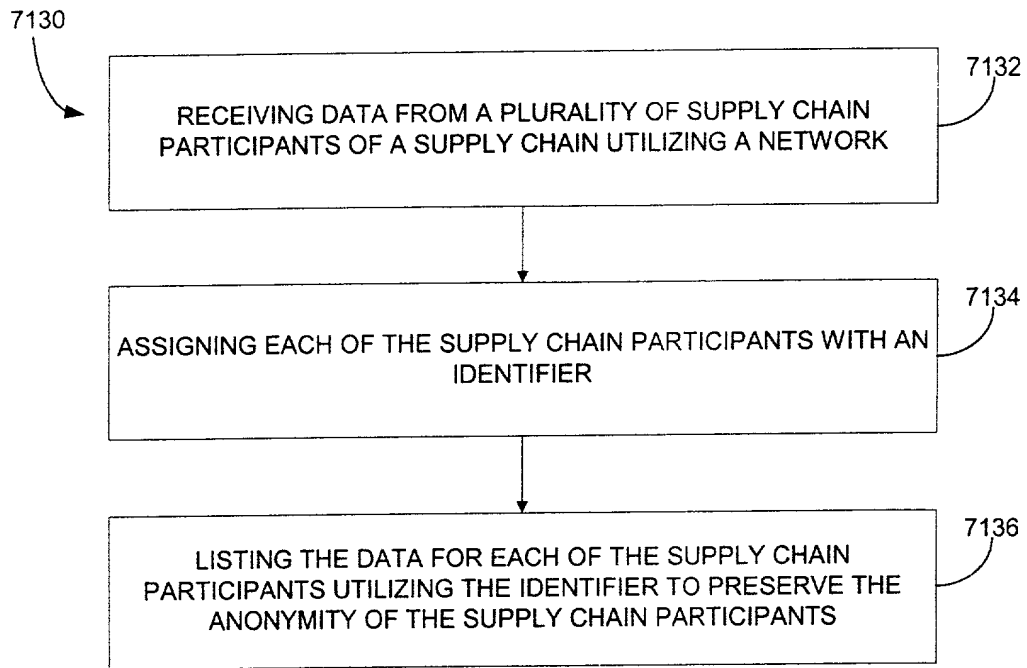 7130
7132
RECEIVING DATA FROM A PLURALITY OF SUPPLY CHAIN
PARTICIPANTS OF A SUPPLY CHAIN UTILIZING A NETWORK
7134
ASSIGNING EACH OF THE SUPPLY CHAIN PARTICIPANTS WITH AN
IDENTIFIER
7136
LISTING THE DATA FOR EACH OF THE SUPPLY CHAIN
PARTICIPANTS UTILIZING THE IDENTIFIER TO PRESERVE THE
ANONYMITY OF THE SUPPLY CHAIN PARTICIPANTS